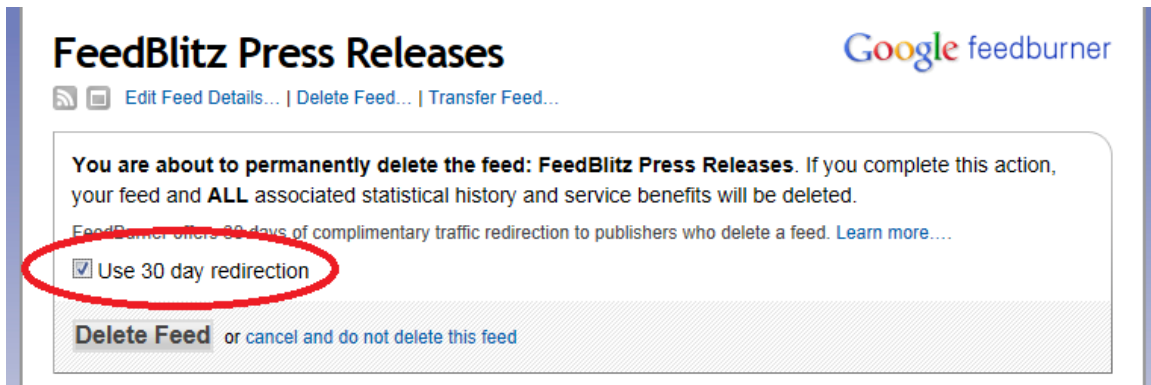 FeedBlitz Press Releases
Google feedburner
Edit Feed Details... | Delete Feed... | Transfer Feed...
You are about to permanently delete the feed: FeedBlitz Press Releases. If you complete this action,
your feed and ALL associated statistical history and service benefits will be deleted.
FeedBurner offers 30 days of complimentary traffic redirection to publishers who delete a feed. Learn more....
Use 30 day redirection
Delete Feed or cancel and do not delete this feed